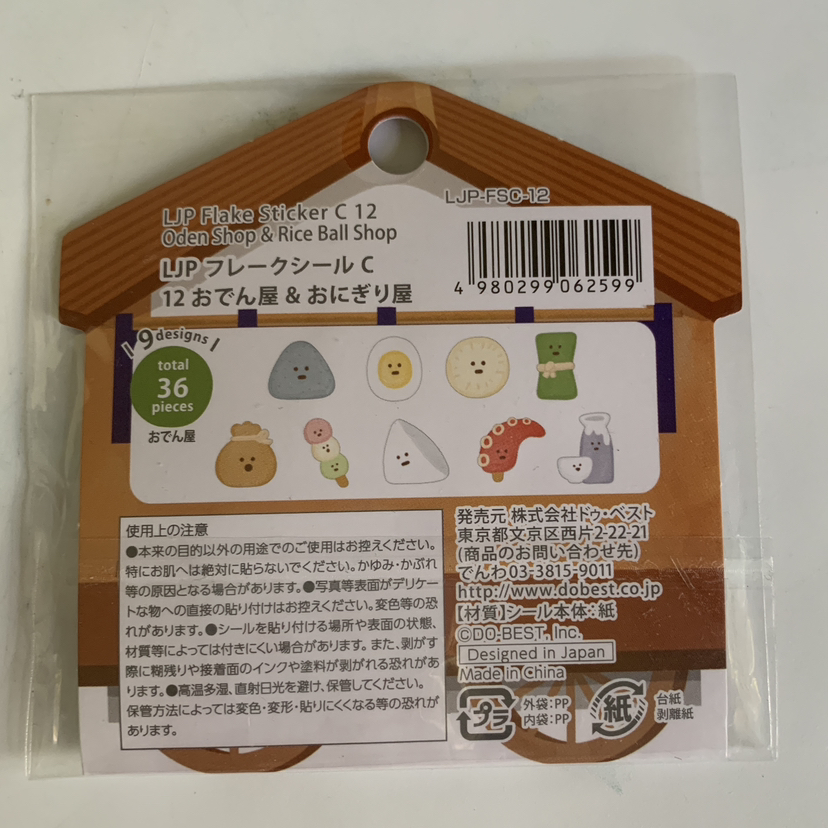 LJP-FSC-12
LJP Flake Sticker C 12
Oden Shop & Rice Ball Shop
LJP フレークシール C
12 おでん屋 & おにぎり屋
4 980299 062599
9 designs
total
36
pieces
おでん屋
使用上の注意
●本来の目的以外の用途でのご使用はお控えください。
特にお肌へは絶対に貼らないでください。かゆみ・かぶれ
等の原因となる場合があります。●写真等表面がデリケー
トな物への直接の貼り付けはお控えください。変色等の恐
れがあります。●シールを貼り付ける場所や表面の状態、
材質等によっては付きにくい場合があります。また、剥がす
際に糊残りや接着面のインクや塗料が剥がれる恐れがあ
ります。●高温多湿、直射日光を避け、保管してください。
保管方法によっては変色・変形・貼りにくくなる等の恐れが
あります。
発売元 株式会社ドゥ・ベスト
東京都文京区西片2-22-21
(商品のお問い合わせ先)
でんわ03-3815-9011
http://www.dobest.co.jp
【材質】シール本体:紙
©DO-BEST, Inc.
Designed in Japan
Made in China
プラ
外袋:PP
内袋:PP
紙
台紙
剥離紙